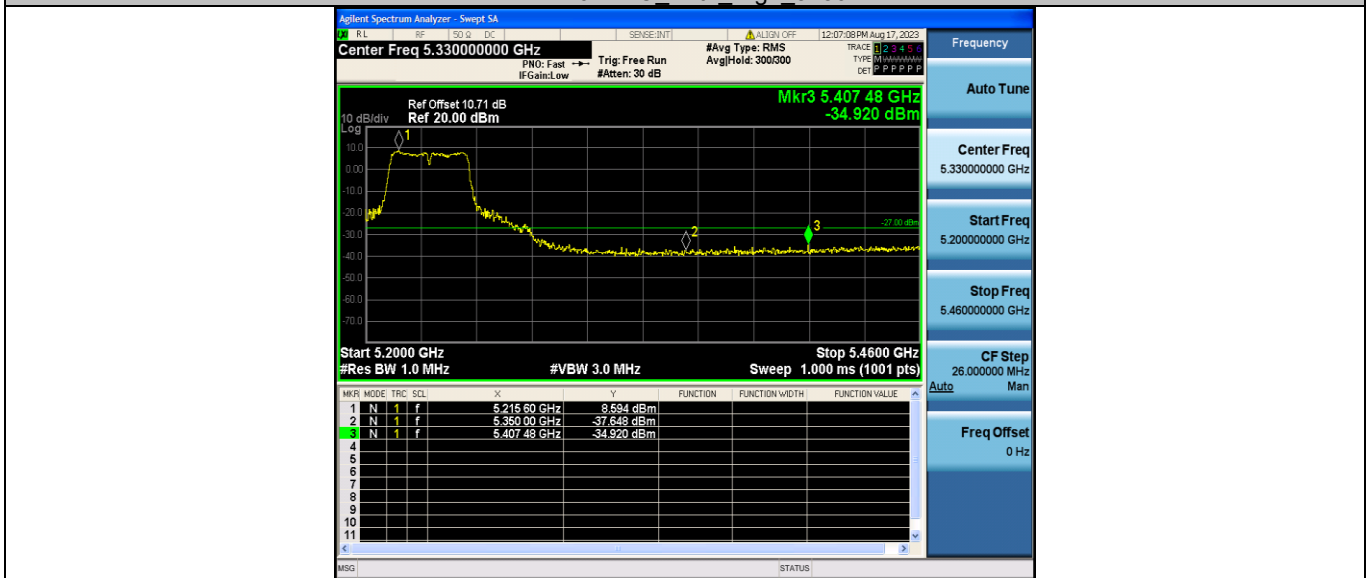 Agilent Spectrum Analyzer - Swept SA
RL RF 50 Ω DC SENSE:INT ALIGN OFF 12:07:08 PM Aug 17, 2023
Center Freq 5.330000000 GHz
PNO: Fast
IFGain:Low
Trig: Free Run
#Atten: 30 dB
#Avg Type: RMS
Avg|Hold: 300/300
TRACE 1 2 3 4 5 6
TYPE M
DET P P P P P P
Frequency
Auto Tune
Mkr3 5.407 48 GHz
-34.920 dBm
Ref Offset 10.71 dB
10 dB/div Ref 20.00 dBm
Log
10.0
0.00
-10.0
-20.0
-30.0
-40.0
-50.0
-60.0
-70.0
1
2
3
-27.00 dBm
Center Freq
5.330000000 GHz
Start Freq
5.200000000 GHz
Stop Freq
5.460000000 GHz
Start 5.2000 GHz Stop 5.4600 GHz
#Res BW 1.0 MHz #VBW 3.0 MHz Sweep 1.000 ms (1001 pts)
CF Step
26.000000 MHz
Auto Man
Freq Offset
0 Hz
MKR MODE TRC SCL X Y FUNCTION FUNCTION WIDTH FUNCTION VALUE
1 N 1 f 5.215 60 GHz 8.594 dBm
2 N 1 f 5.350 00 GHz -37.648 dBm
3 N 1 f 5.407 48 GHz -34.920 dBm
4
5
6
7
8
9
10
11
MSG STATUS